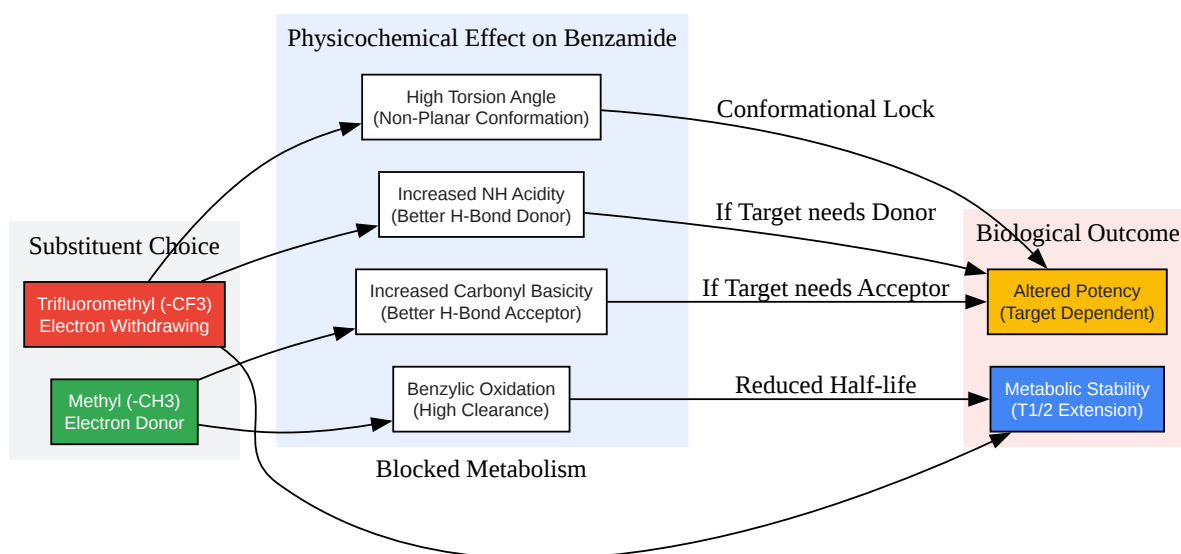 Physicochemical Effect on Benzamide
High Torsion Angle
(Non-Planar Conformation)
Conformational Lock
Increased NH Acidity
(Better H-Bond Donor)
If Target needs Donor
Substituent Choice
Biological Outcome
Trifluoromethyl (-CF3)
Electron Withdrawing
Increased Carbonyl Basicity
(Better H-Bond Acceptor)
If Target needs Acceptor
Altered Potency
(Target Dependent)
Methyl (-CH3)
Electron Donor
Benzylic Oxidation
(High Clearance)
Reduced Half-life
Metabolic Stability
(T1/2 Extension)
Blocked Metabolism